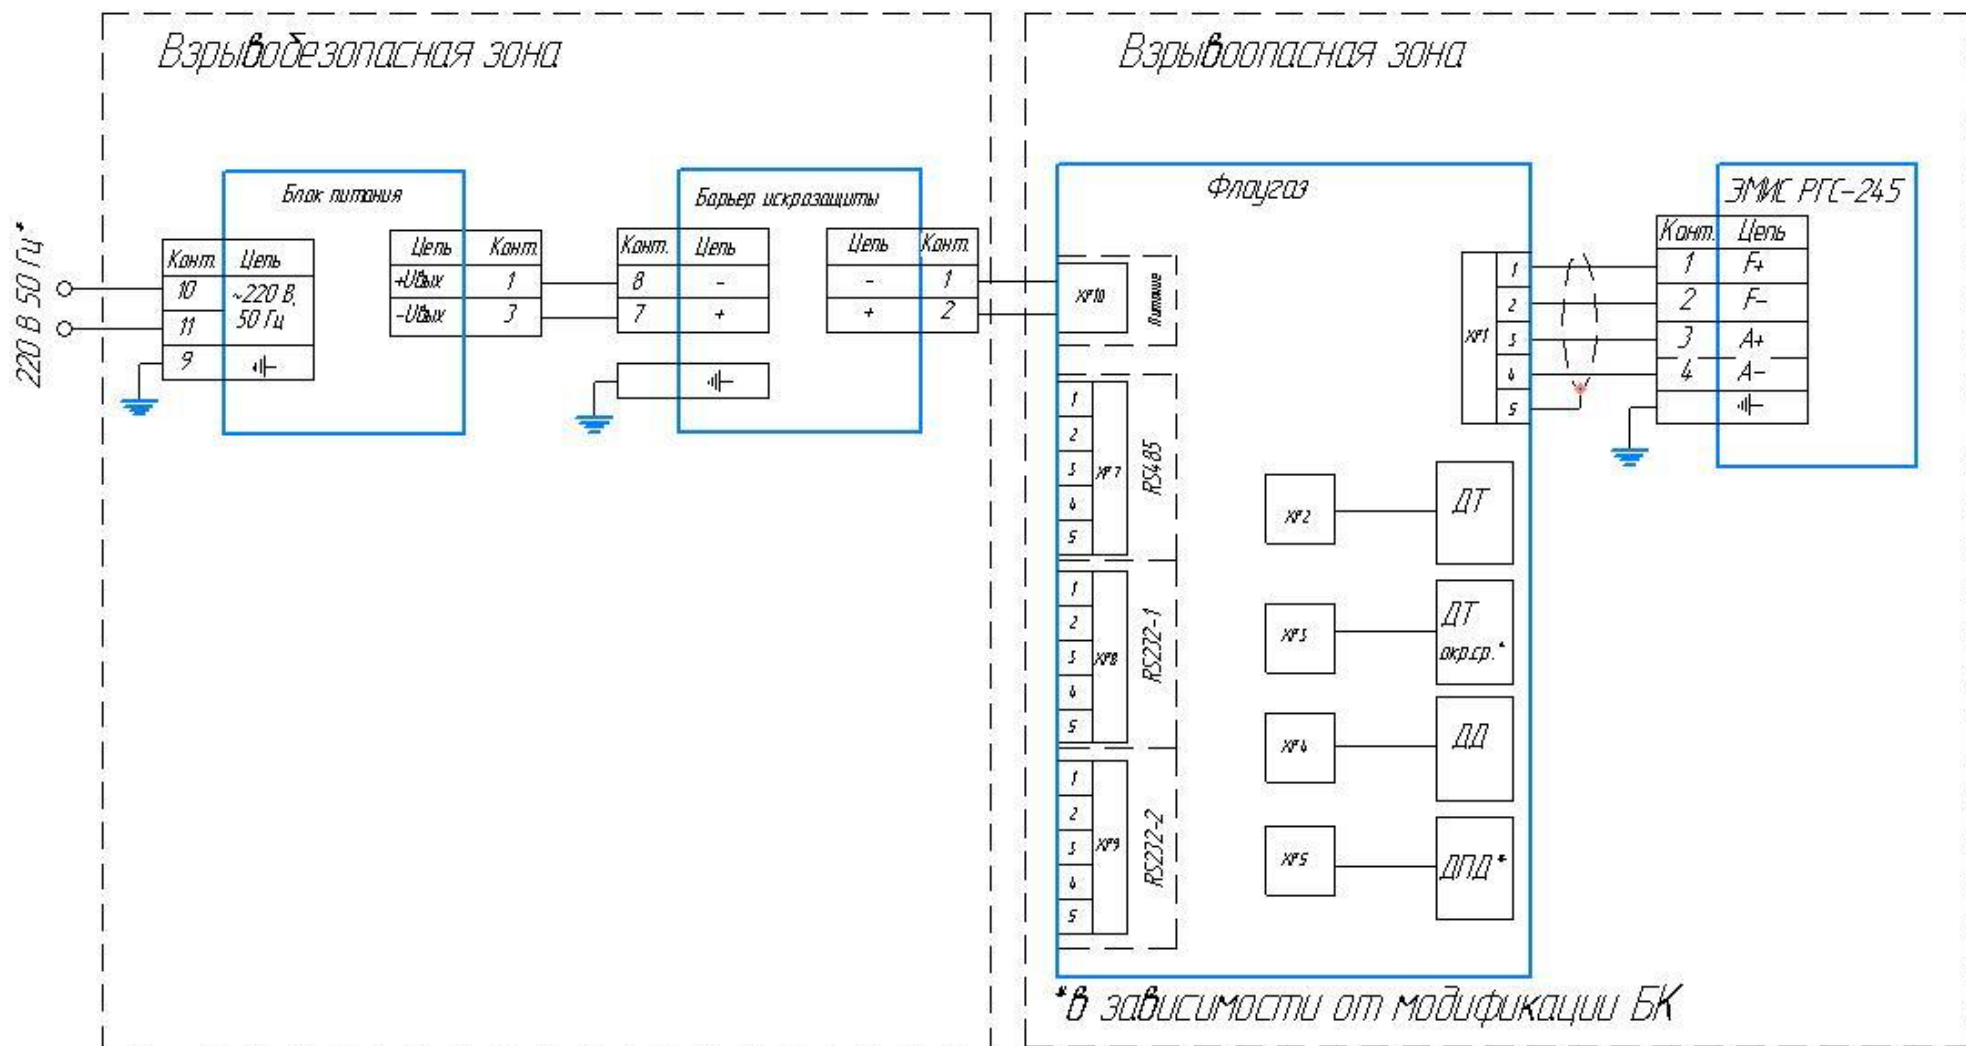 Взрывобезопасная зона
Взрывоопасная зона
220 В 50 Гц*
Блок питания
Конт. Цепь
10 ~220 В,
11 50 Гц
9
Цепь Конт.
+Uвых 1
-Uвых 3
Барьер искрозащиты
Конт. Цепь
8 -
7 +
Цепь Конт.
- 1
+ 2
Флоугаз
XP10
Питание
1
2
3
4
5
XP7
RS485
1
2
3
4
5
XP8
RS232-1
1
2
3
4
5
XP9
RS232-2
XP1
1
2
3
4
5
XP2
ДТ
XP3
ДТ
окр.ср.*
XP4
ДД
XP5
ДПД*
ЭМИС РГС-245
Конт. Цепь
1 F+
2 F-
3 A+
4 A-
*в зависимости от модификации БК